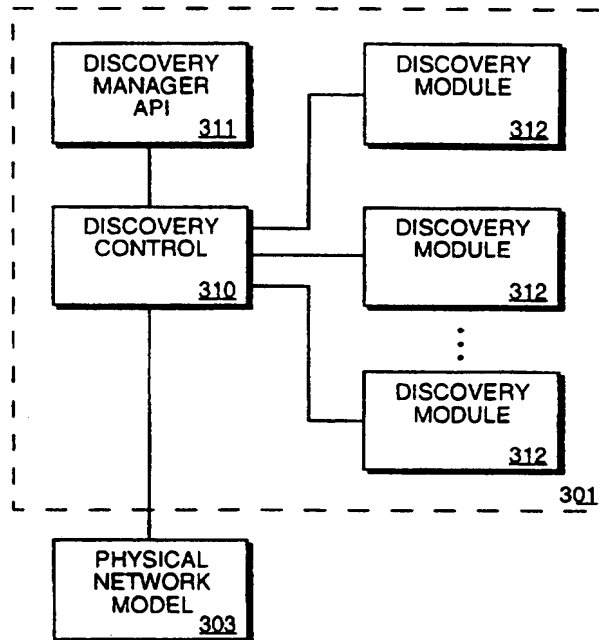 DISCOVERY
MANAGER
API
311
DISCOVERY
MODULE
312
DISCOVERY
CONTROL
310
DISCOVERY
MODULE
312
DISCOVERY
MODULE
312
301
PHYSICAL
NETWORK
MODEL
303